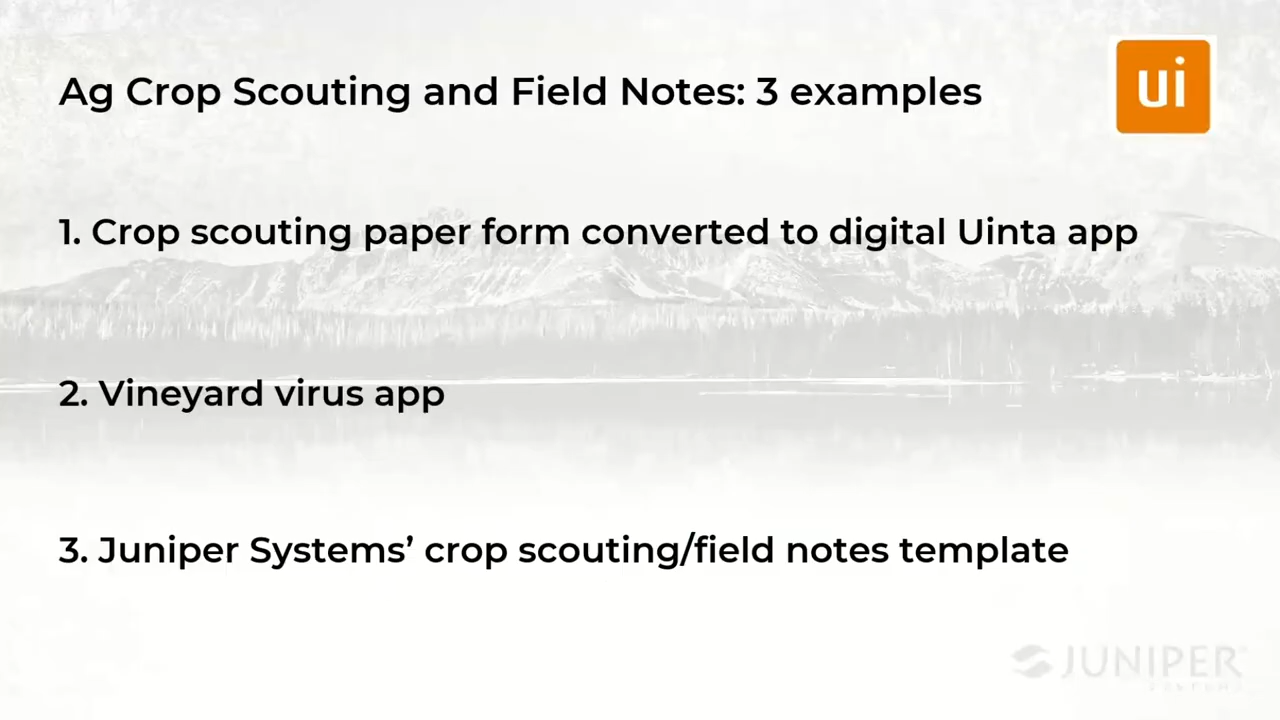 Ag Crop Scouting and Field Notes: 3 examples
ui
1. Crop scouting paper form converted to digital Uinta app
2. Vineyard virus app
3. Juniper Systems’ crop scouting/field notes template
JUNIPER